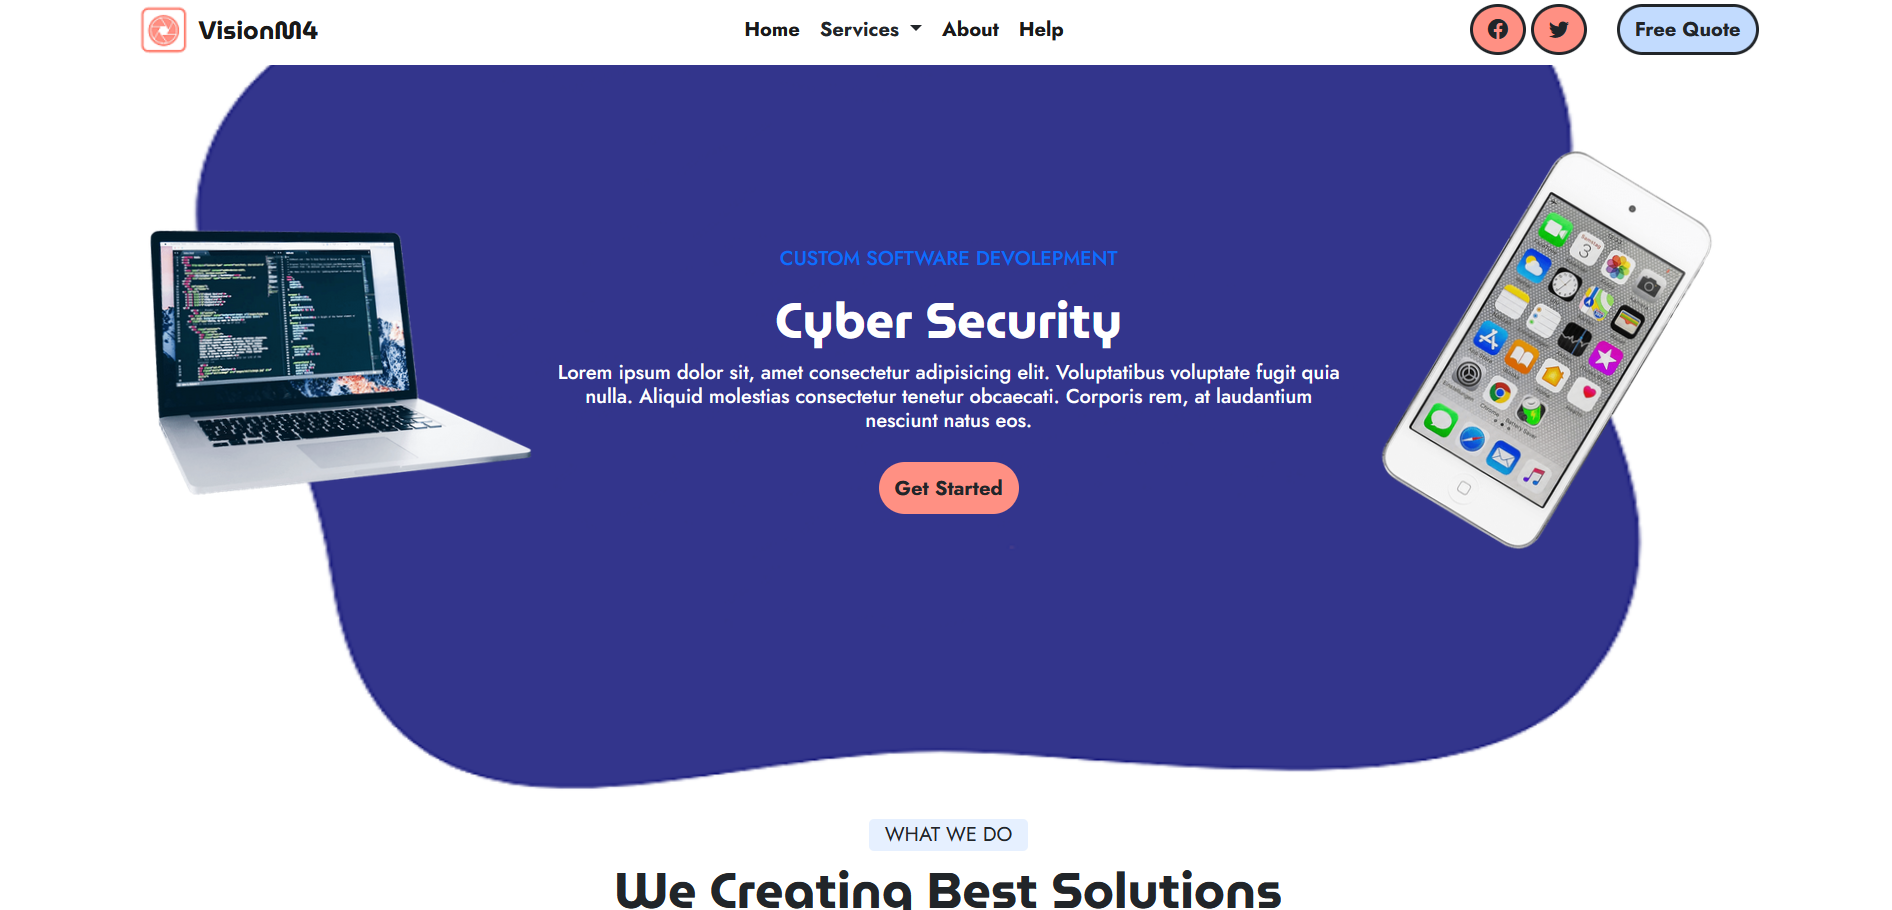 VisionM4
Home Services About Help
Free Quote
CUSTOM SOFTWARE DEVOLEPMENT
Cyber Security
Lorem ipsum dolor sit, amet consectetur adipisicing elit. Voluptatibus voluptate fugit quia
nulla. Aliquid molestias consectetur tenetur obcaecati. Corporis rem, at laudantium
nesciunt natus eos.
Get Started
WHAT WE DO
We Creating Best Solutions